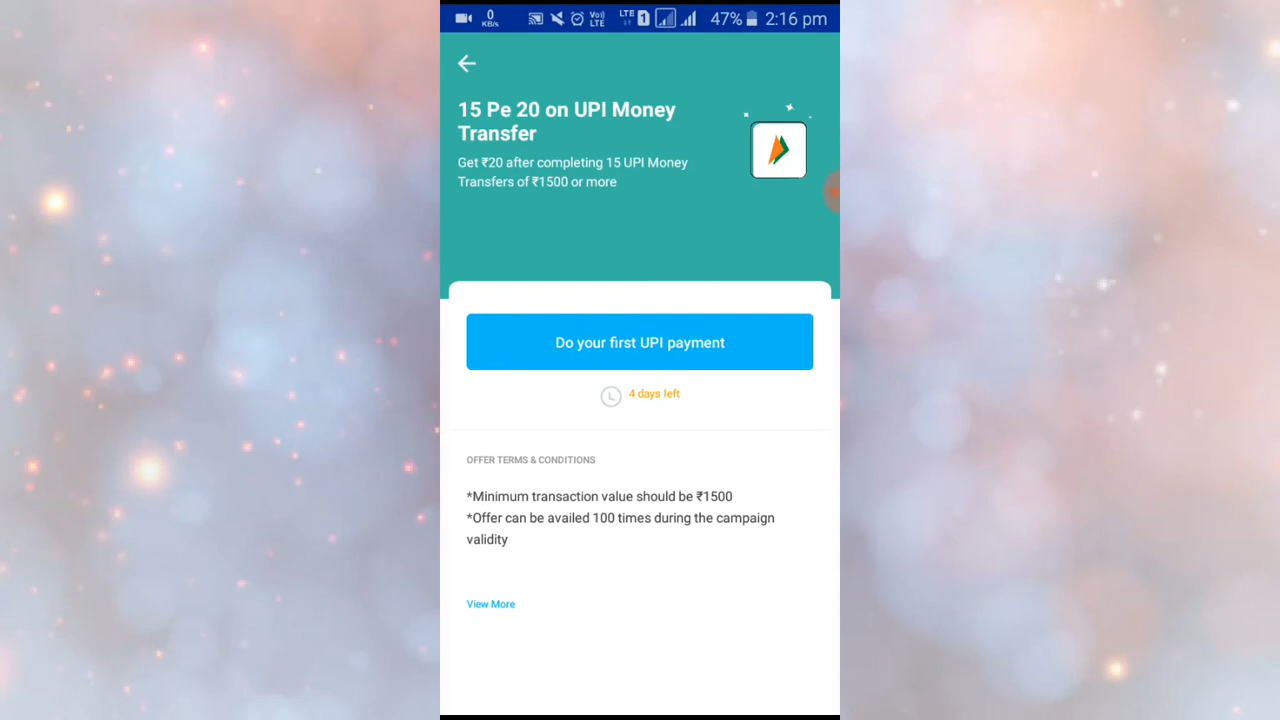 0
KB/s
Vo)
LTE
LTE
1
47%
2:16 pm
15 Pe 20 on UPI Money
Transfer
Get ₹20 after completing 15 UPI Money
Transfers of ₹1500 or more
Do your first UPI payment
4 days left
OFFER TERMS & CONDITIONS
*Minimum transaction value should be ₹1500
*Offer can be availed 100 times during the campaign
validity
View More